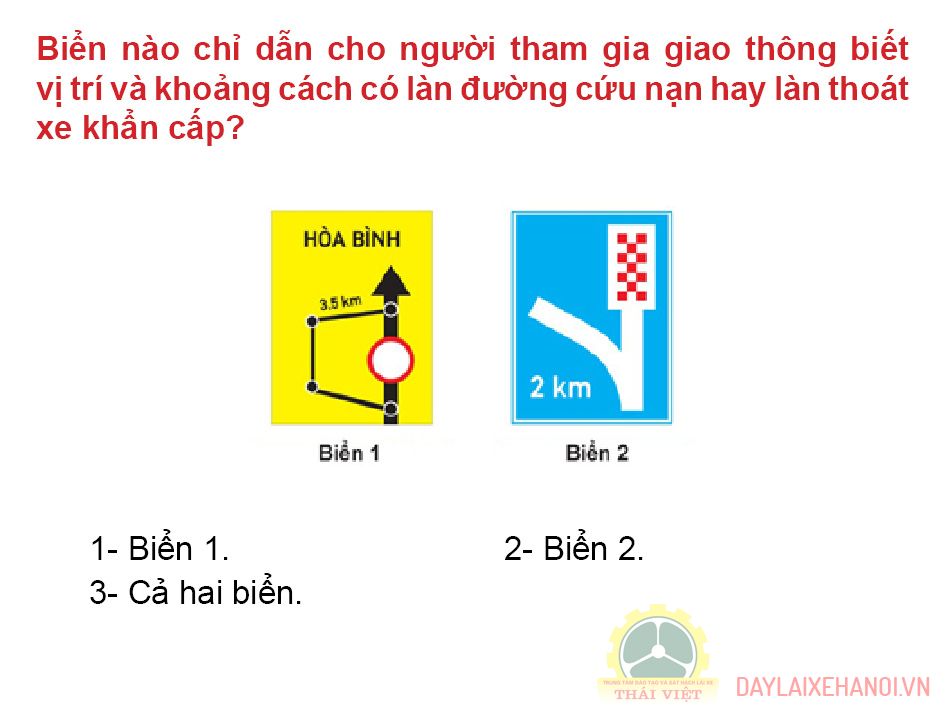 Biển nào chỉ dẫn cho người tham gia giao thông biết
vị trí và khoảng cách có làn đường cứu nạn hay làn thoát
xe khẩn cấp?
HÒA BÌNH
3.5 km
2 km
Biển 1
Biển 2
1- Biển 1.
2- Biển 2.
3- Cả hai biển.
TRUNG TÂM ĐÀO TẠO VÀ SÁT HẠCH LÁI XE
THÁI VIỆT
DAYLAIXEHANOI.VN